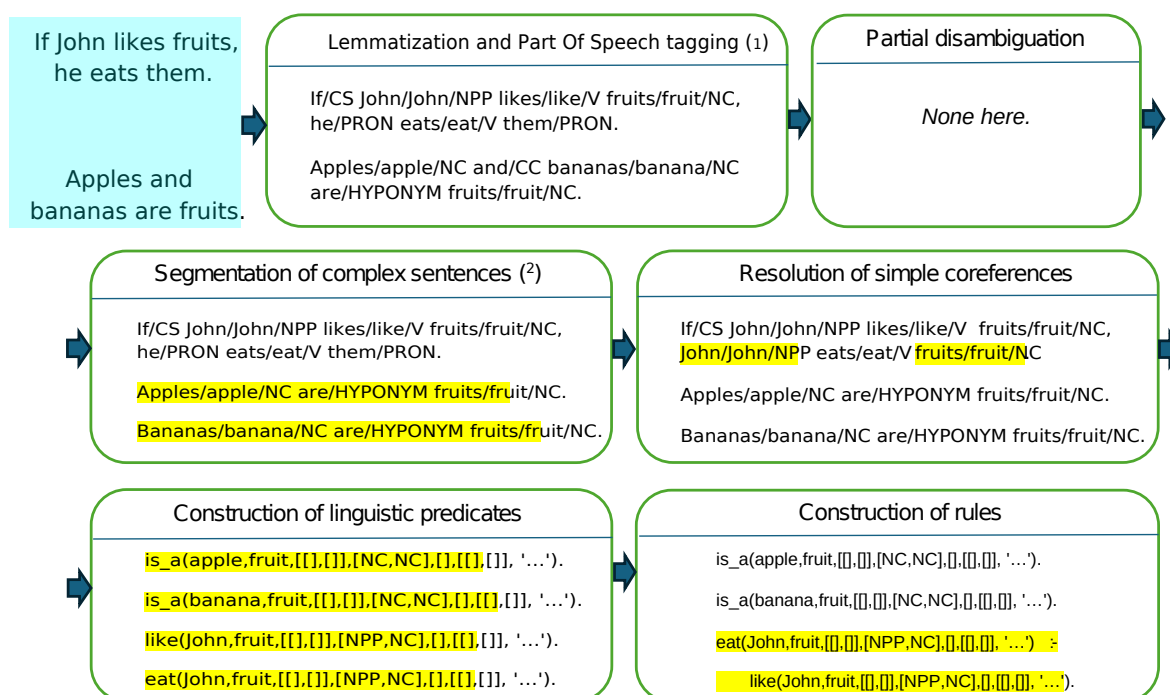 If John likes fruits,
he eats them.
Apples and
bananas are fruits.
Lemmatization and Part Of Speech tagging (1)
If/CS John/John/NPP likes/like/V fruits/fruit/NC,
he/PRON eats/eat/V them/PRON.
Apples/apple/NC and/CC bananas/banana/NC
are/HYPONYM fruits/fruit/NC.
Partial disambiguation
None here.
Segmentation of complex sentences (²)
If/CS John/John/NPP likes/like/V fruits/fruit/NC,
he/PRON eats/eat/V them/PRON.
Apples/apple/NC are/HYPONYM fruits/fruit/NC.
Bananas/banana/NC are/HYPONYM fruits/fruit/NC.
Resolution of simple coreferences
If/CS John/John/NPP likes/like/V fruits/fruit/NC,
John/John/NPP eats/eat/V fruits/fruit/NC
Apples/apple/NC are/HYPONYM fruits/fruit/NC.
Bananas/banana/NC are/HYPONYM fruits/fruit/NC.
Construction of linguistic predicates
is_a(apple,fruit,[[],[]],[NC,NC],[],[[],[]], '...').
is_a(banana,fruit,[[],[]],[NC,NC],[],[[],[]], '...').
like(John,fruit,[[],[]],[NPP,NC],[],[[],[]], '...').
eat(John,fruit,[[],[]],[NPP,NC],[],[[],[]], '...').
Construction of rules
is_a(apple,fruit,[[],[]],[NC,NC],[],[[],[]], '...').
is_a(banana,fruit,[[],[]],[NC,NC],[],[[],[]], '...').
eat(John,fruit,[[],[]],[NPP,NC],[],[[],[]], '...') :-
like(John,fruit,[[],[]],[NPP,NC],[],[[],[]], '...').